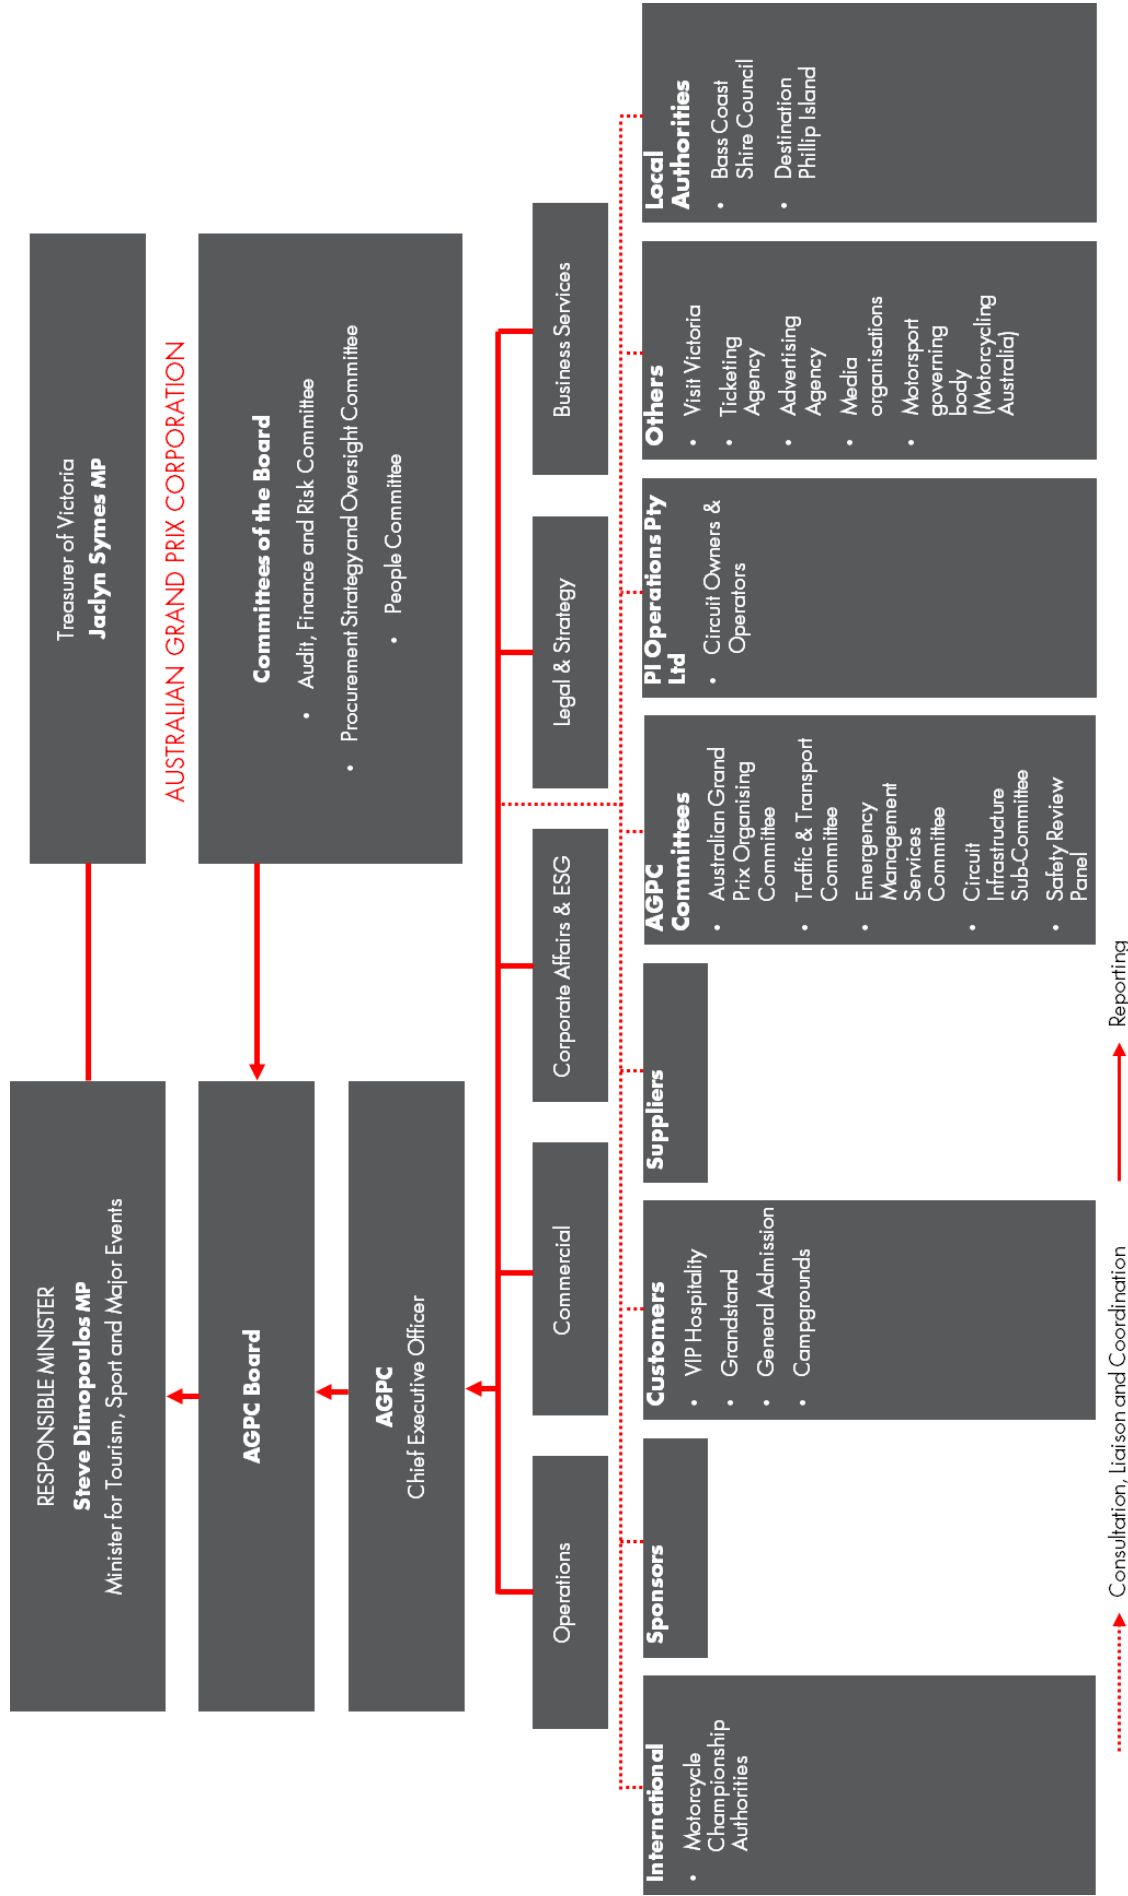 RESPONSIBLE MINISTER
Steve Dimopoulos MP
Minister for Tourism, Sport and Major Events
Treasurer of Victoria
Jaclyn Symes MP
AUSTRALIAN GRAND PRIX CORPORATION
AGPC Board
Committees of the Board
• Audit, Finance and Risk Committee
• Procurement Strategy and Oversight Committee
• People Committee
AGPC
Chief Executive Officer
Operations
Commercial
Corporate Affairs & ESG
Legal & Strategy
Business Services
International
• Motorcycle
Championship
Authorities
Sponsors
Customers
• VIP Hospitality
• Grandstand
• General Admission
• Campgrounds
Suppliers
AGPC
Committees
• Australian Grand
Prix Organising
Committee
• Traffic & Transport
Committee
• Emergency
Management
Services
Committee
• Circuit
Infrastructure
Sub-Committee
• Safety Review
Panel
PI Operations Pty
Ltd
• Circuit Owners &
Operators
Others
• Visit Victoria
• Ticketing
Agency
• Advertising
Agency
• Media
organisations
• Motorsport
governing
body
(Motorcycling
Australia)
Local
Authorities
• Bass Coast
Shire Council
• Destination
Phillip Island
Consultation, Liaison and Coordination
Reporting